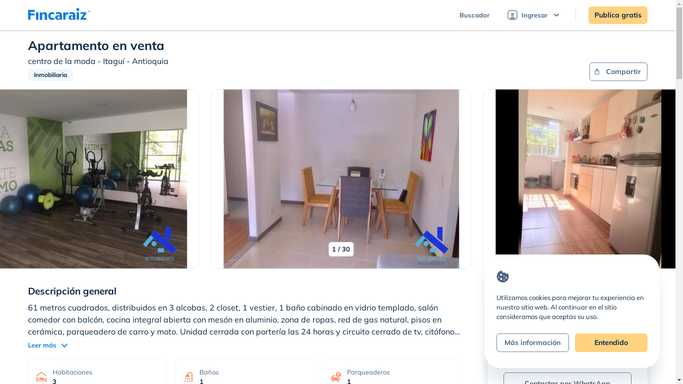 Fincaraiz
Buscador
Ingresar
Publica gratis
Apartamento en venta
centro de la moda - Itagüí - Antioquia
Inmobiliaria
Compartir
1 / 30
Descripción general
61 metros cuadrados, distribuidos en 3 alcobas, 2 closet, 1 vestier, 1 baño cabinado en vidrio templado, salón
comedor con balcón, cocina integral abierta con mesón en aluminio, zona de ropas, red de gas natural, pisos en
cerámica, parqueadero de carro y moto. Unidad cerrada con portería las 24 horas y circuito cerrado de tv, citófono...
Leer más
Habitaciones
3
Baños
1
Parqueaderos
1
Utilizamos cookies para mejorar tu experiencia en
nuestro sitio web. Al continuar en el sitio
consideramos que aceptas su uso.
Más información
Entendido
Contactar por WhatsApp